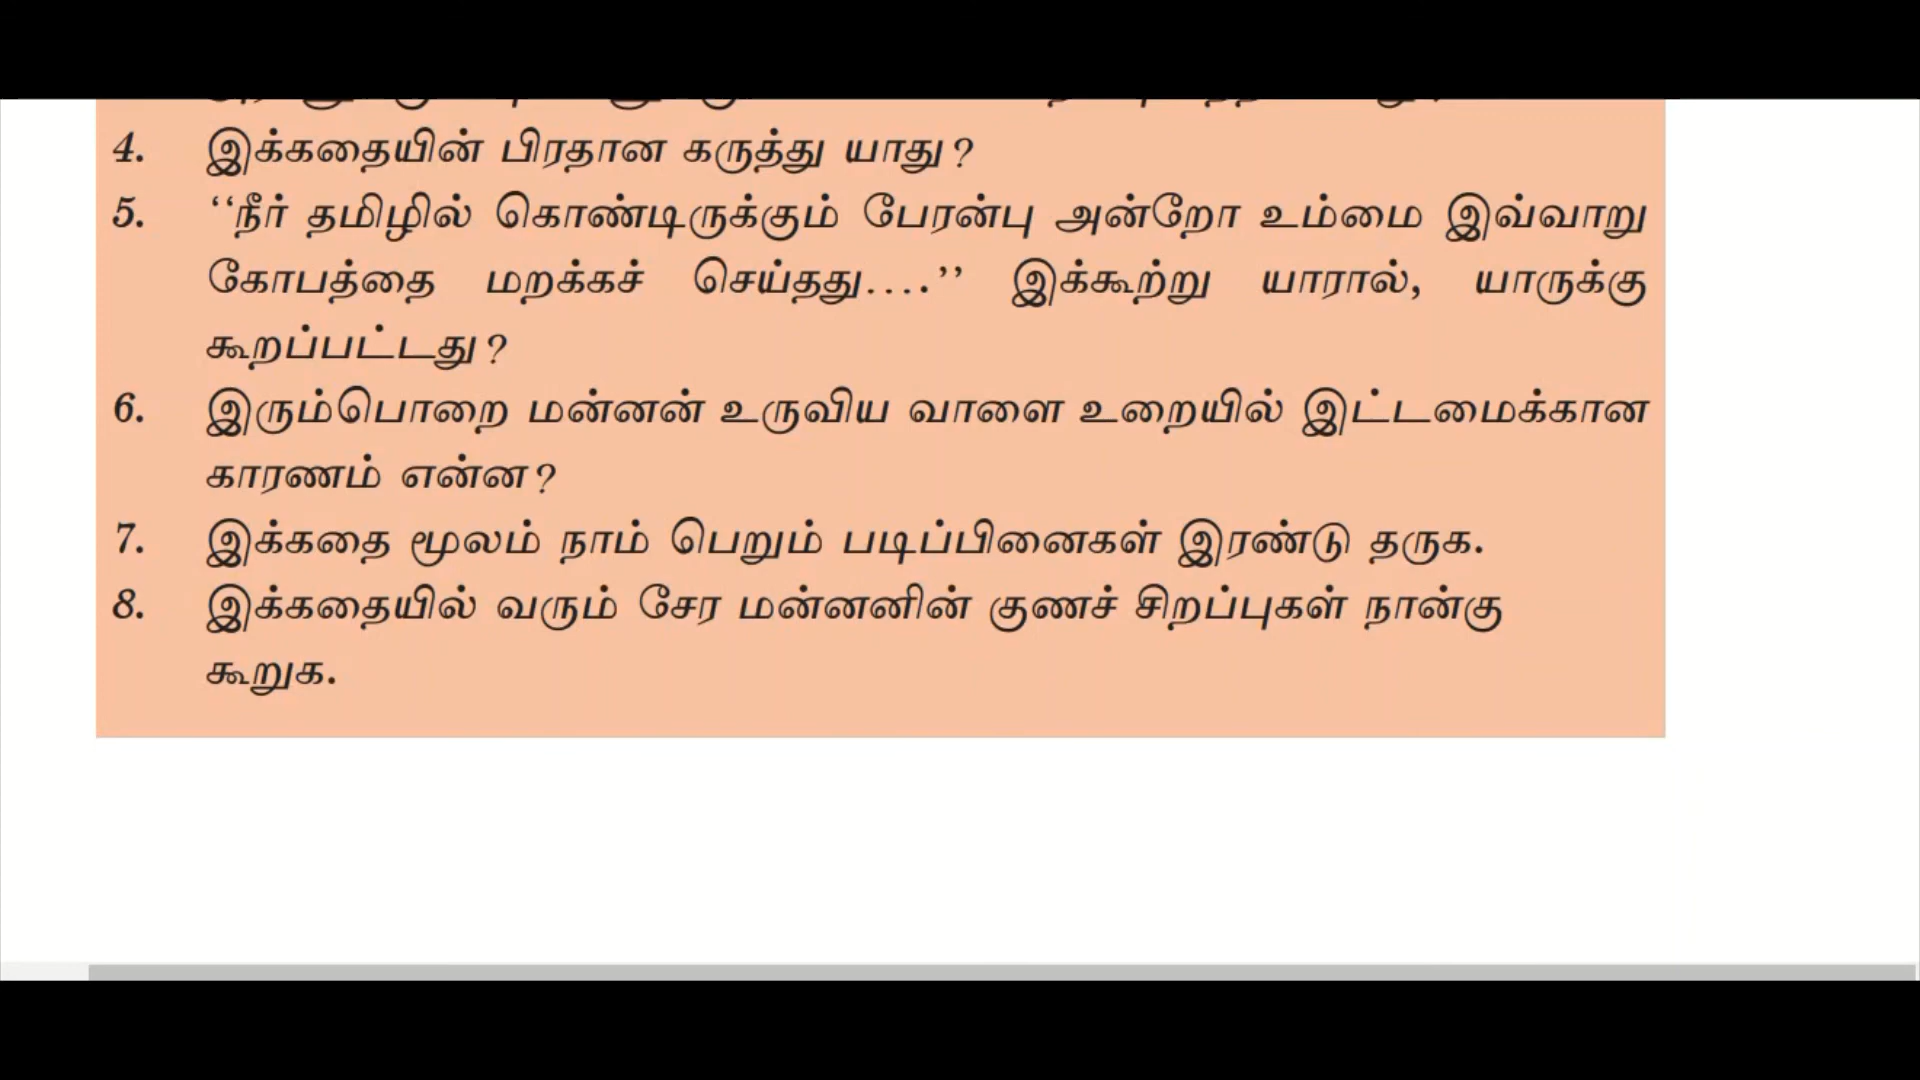 4. இக்கதையின் பிரதான கருத்து யாது?
5. ‘‘நீர் தமிழில் கொண்டிருக்கும் பேரன்பு அன்றோ உம்மை இவ்வாறு
கோபத்தை மறக்கச் செய்தது....’’ இக்கூற்று யாரால், யாருக்கு
கூறப்பட்டது?
6. இரும்பொறை மன்னன் உருவிய வாளை உறையில் இட்டமைக்கான
காரணம் என்ன?
7. இக்கதை மூலம் நாம் பெறும் படிப்பினைகள் இரண்டு தருக.
8. இக்கதையில் வரும் சேர மன்னனின் குணச் சிறப்புகள் நான்கு
கூறுக.